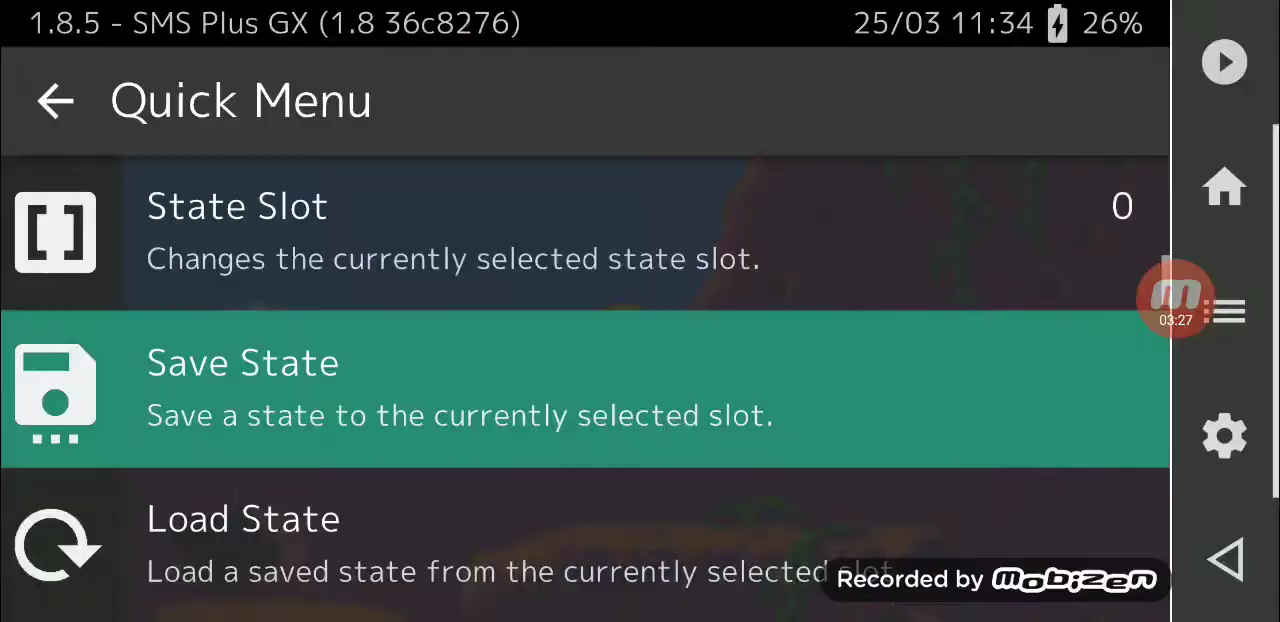 1.8.5 - SMS Plus GX (1.8 36c8276)
25/03 11:34 26%
Quick Menu
State Slot 0
Changes the currently selected state slot.
03:27
Save State
Save a state to the currently selected slot.
Load State
Load a saved state from the currently selected slot.
Recorded by mobizen